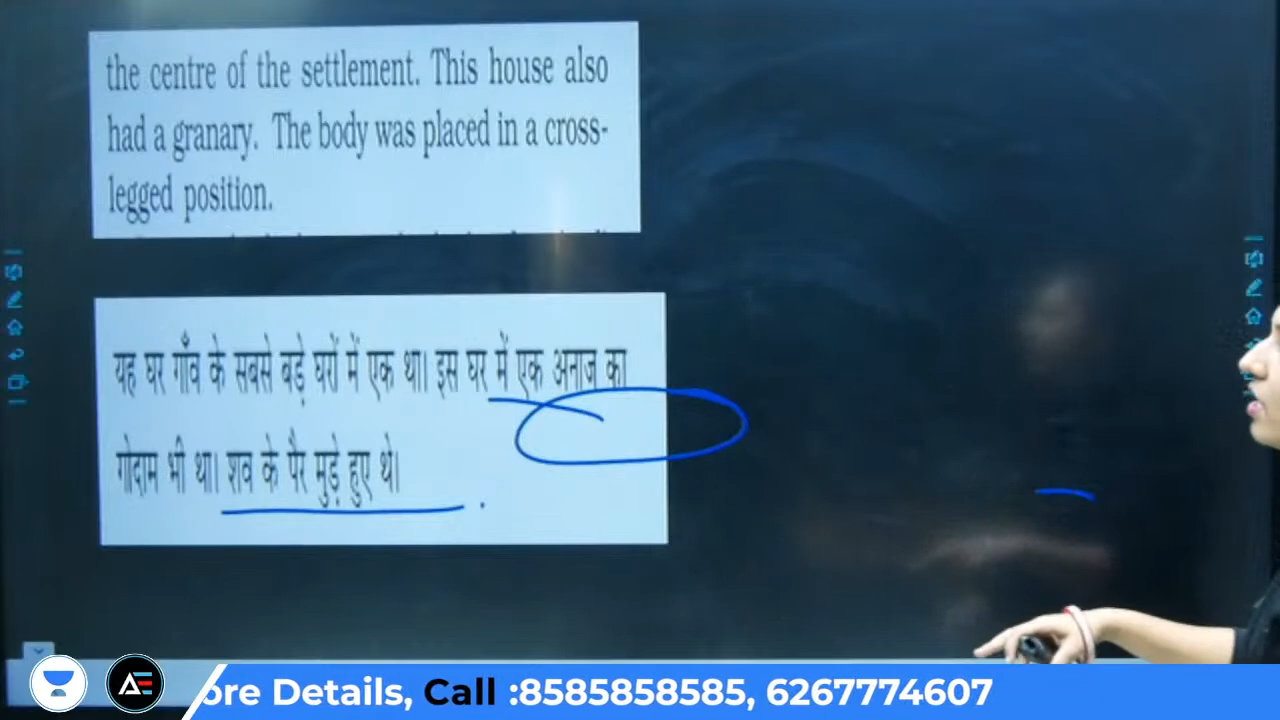 the centre of the settlement. This house also
had a granary. The body was placed in a cross-
legged position.
यह घर गाँव के सबसे बड़े घरों में एक था। इस घर में एक अनाज का
गोदाम भी था। शव के पैर मुड़े हुए थे।
ore Details, Call :8585858585, 6267774607